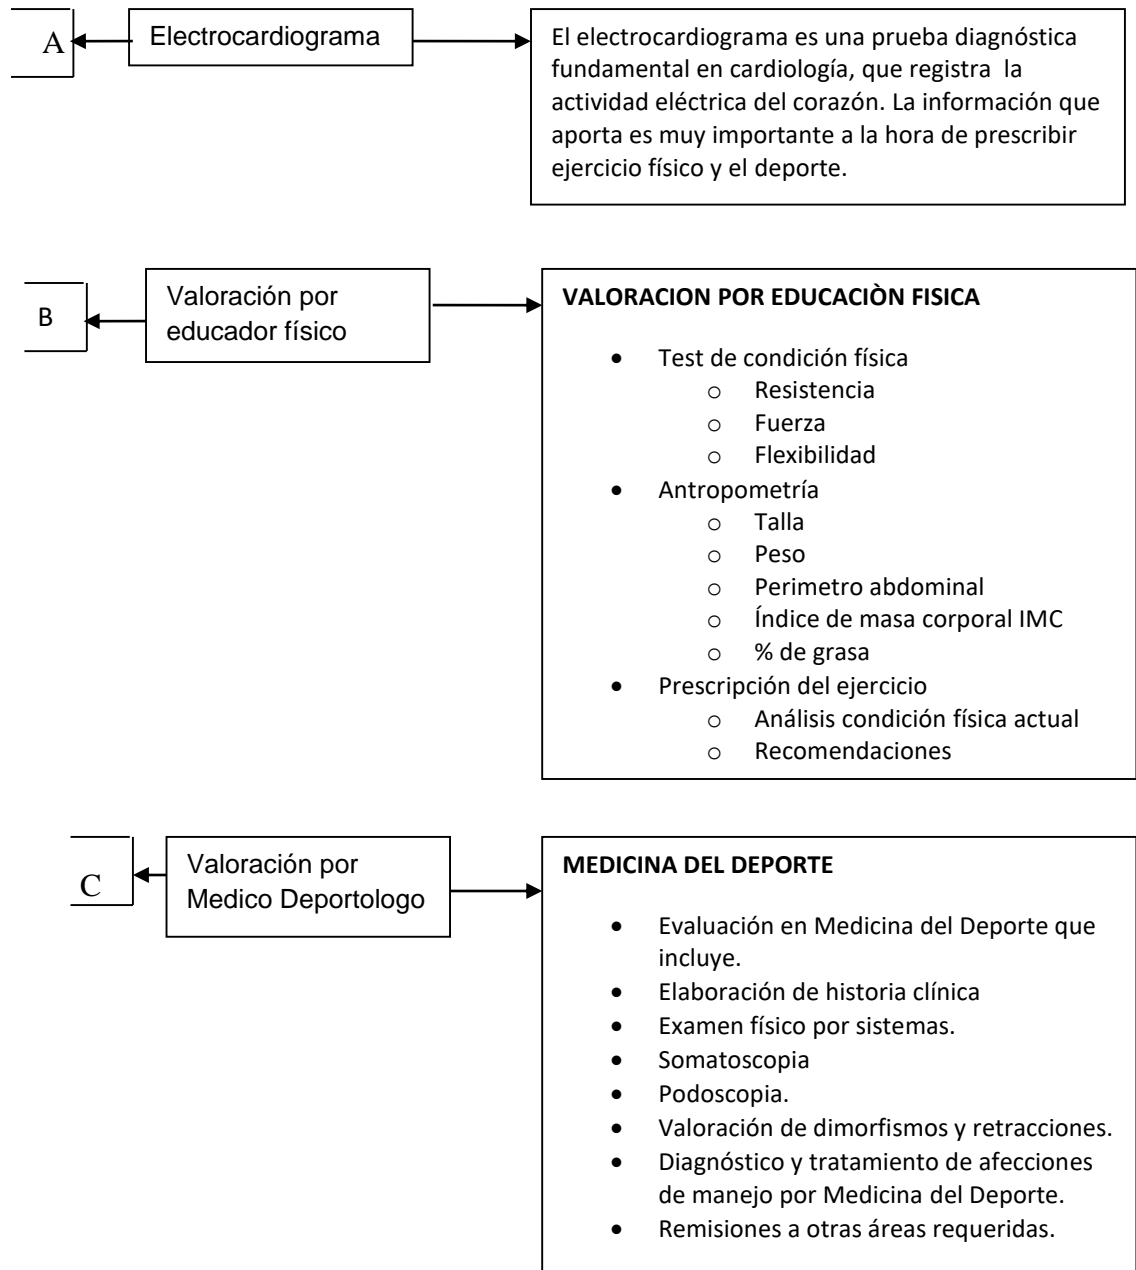 A
Electrocardiograma
El electrocardiograma es una prueba diagnóstica
fundamental en cardiología, que registra  la
actividad eléctrica del corazón. La información que
aporta es muy importante a la hora de prescribir
ejercicio físico y el deporte.
B
Valoración por
educador físico
VALORACION POR EDUCACIÒN FISICA
• Test de condición física
o Resistencia
o Fuerza
o Flexibilidad
• Antropometría
o Talla
o Peso
o Perimetro abdominal
o Índice de masa corporal IMC
o % de grasa
• Prescripción del ejercicio
o Análisis condición física actual
o Recomendaciones
C
Valoración por
Medico Deportologo
MEDICINA DEL DEPORTE
• Evaluación en Medicina del Deporte que
incluye.
• Elaboración de historia clínica
• Examen físico por sistemas.
• Somatoscopia
• Podoscopia.
• Valoración de dimorfismos y retracciones.
• Diagnóstico y tratamiento de afecciones
de manejo por Medicina del Deporte.
• Remisiones a otras áreas requeridas.